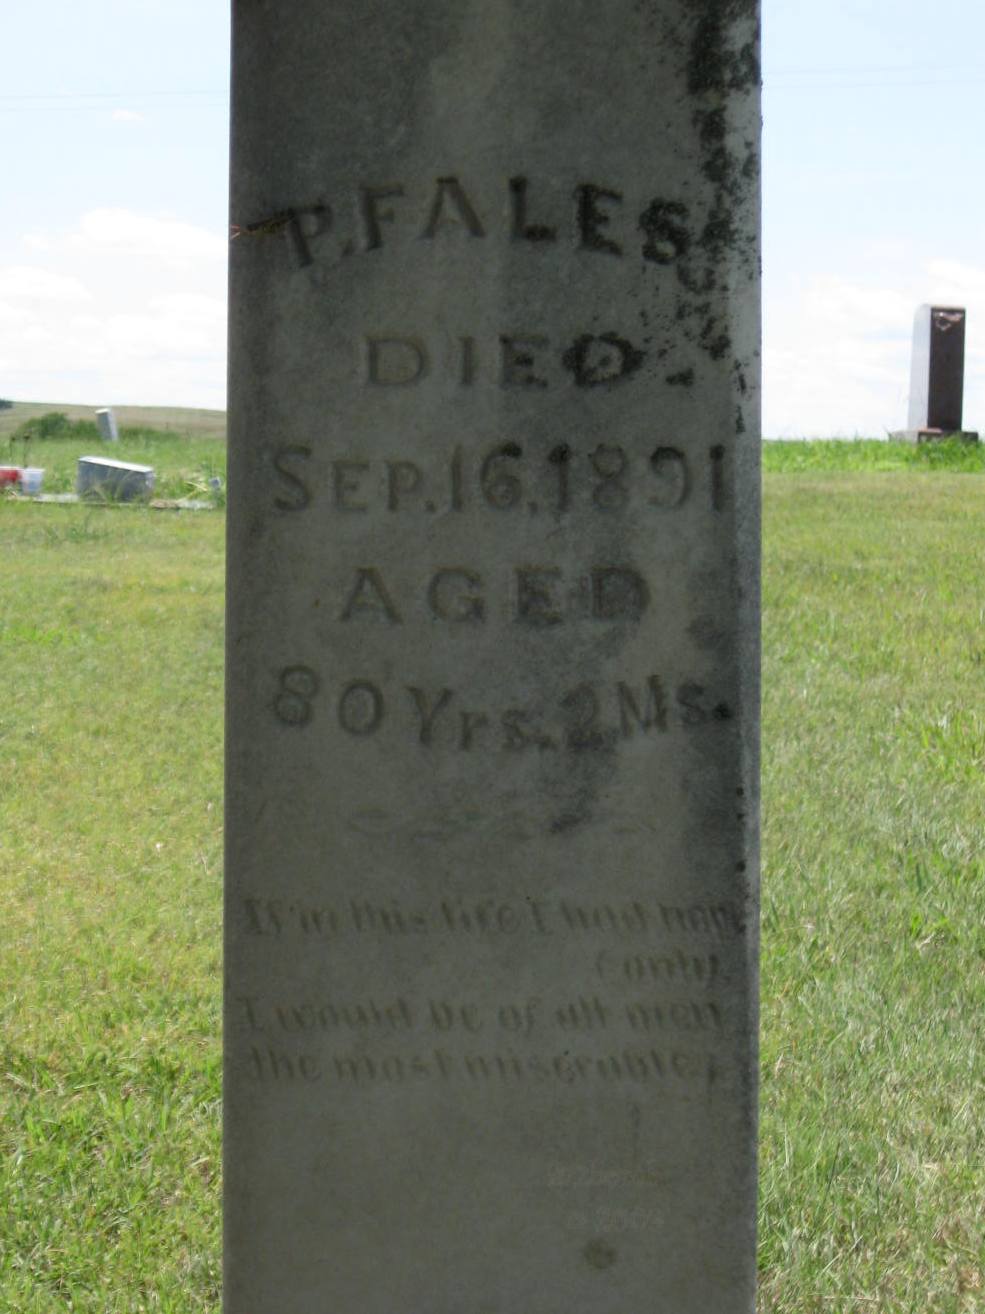 P. FALES
DIED.
SEP. 16, 1891
AGED
80 Yrs. 2 Ms.
If in this life I had hope
(only.
I would be of all men
the most miserable.